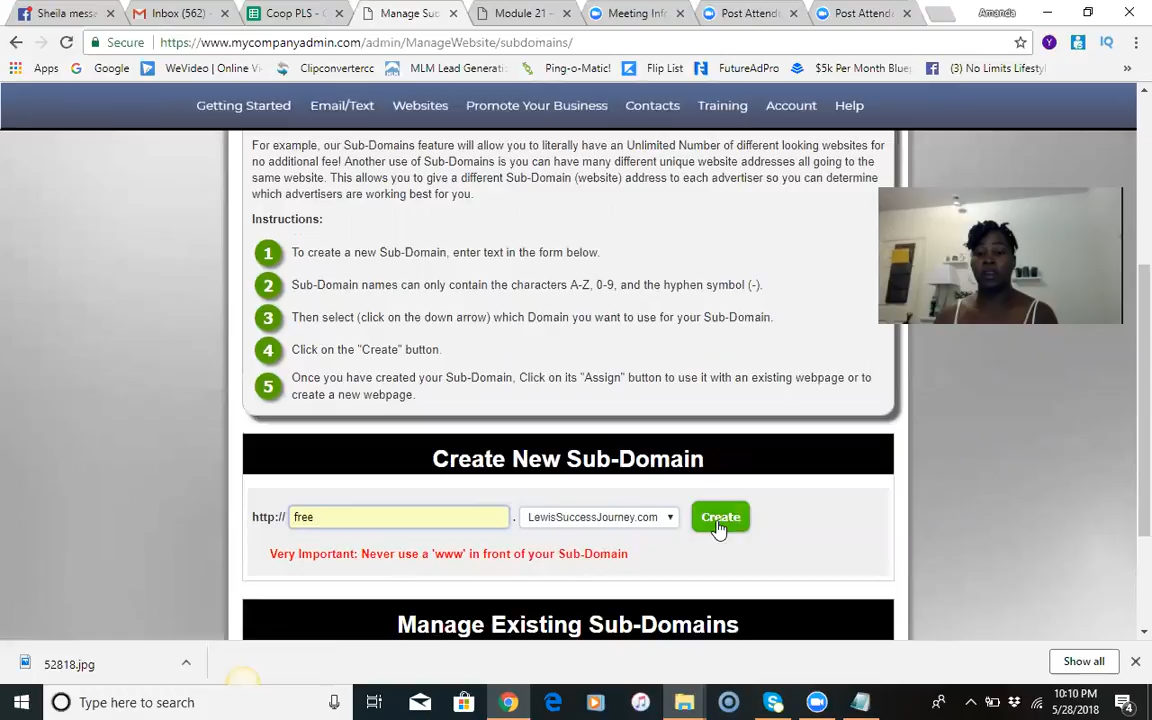 Sheila messa
Inbox (562)
Coop PLS -
Manage Sub
Module 21 -
Meeting Info
Post Attende
Post Attende
Amanda
Secure
https://www.mycompanyadmin.com/admin/ManageWebsite/subdomains/
Apps
Google
WeVideo | Online V
Clipconvertercc
MLM Lead Generati
Ping-o-Matic!
Flip List
FutureAdPro
$5k Per Month Blue
(3) No Limits Lifesty
Getting Started
Email/Text
Websites
Promote Your Business
Contacts
Training
Account
Help
For example, our Sub-Domains feature will allow you to literally have an Unlimited Number of different looking websites for
no additional fee! Another use of Sub-Domains is you can have many different unique website addresses all going to the
same website. This allows you to give a different Sub-Domain (website) address to each advertiser so you can determine
which advertisers are working best for you.
Instructions:
1 To create a new Sub-Domain, enter text in the form below.
2 Sub-Domain names can only contain the characters A-Z, 0-9, and the hyphen symbol (-).
3 Then select (click on the down arrow) which Domain you want to use for your Sub-Domain.
4 Click on the "Create" button.
5 Once you have created your Sub-Domain, Click on its "Assign" button to use it with an existing webpage or to
create a new webpage.
Create New Sub-Domain
http:// free . LewisSuccessJourney.com Create
Very Important: Never use a 'www' in front of your Sub-Domain
Manage Existing Sub-Domains
52818.jpg
Show all
Type here to search
10:10 PM
5/28/2018
4